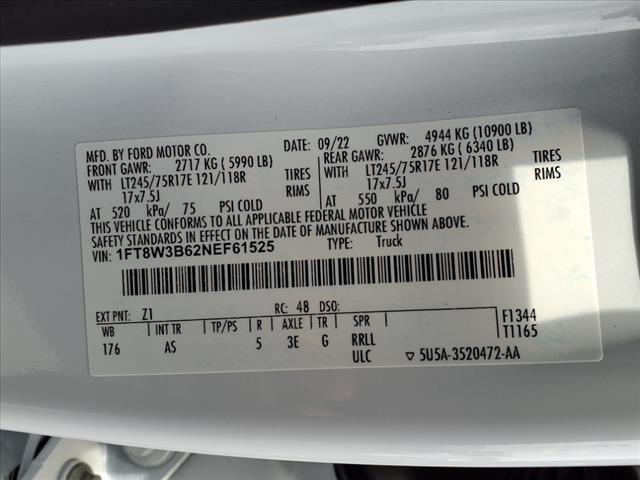 MFD. BY FORD MOTOR CO. DATE: 09/22 GVWR: 4944 KG (10900 LB)
FRONT GAWR: 2717 KG ( 5990 LB) REAR GAWR: 2876 KG ( 6340 LB)
WITH LT245/75R17E 121/118R TIRES WITH LT245/75R17E 121/118R TIRES
17x7.5J RIMS 17x7.5J RIMS
AT 520 kPa/ 75 PSI COLD AT 550 kPa/ 80 PSI COLD
THIS VEHICLE CONFORMS TO ALL APPLICABLE FEDERAL MOTOR VEHICLE
SAFETY STANDARDS IN EFFECT ON THE DATE OF MANUFACTURE SHOWN ABOVE.
VIN: 1FT8W3B62NEF61525 TYPE: Truck
EXT PNT: Z1 RC: 48 DSO:
WB INT TR TP/PS R AXLE TR SPR F1344
176 AS 5 3E G RRLL T1165
ULC ▽ 5U5A-3520472-AA